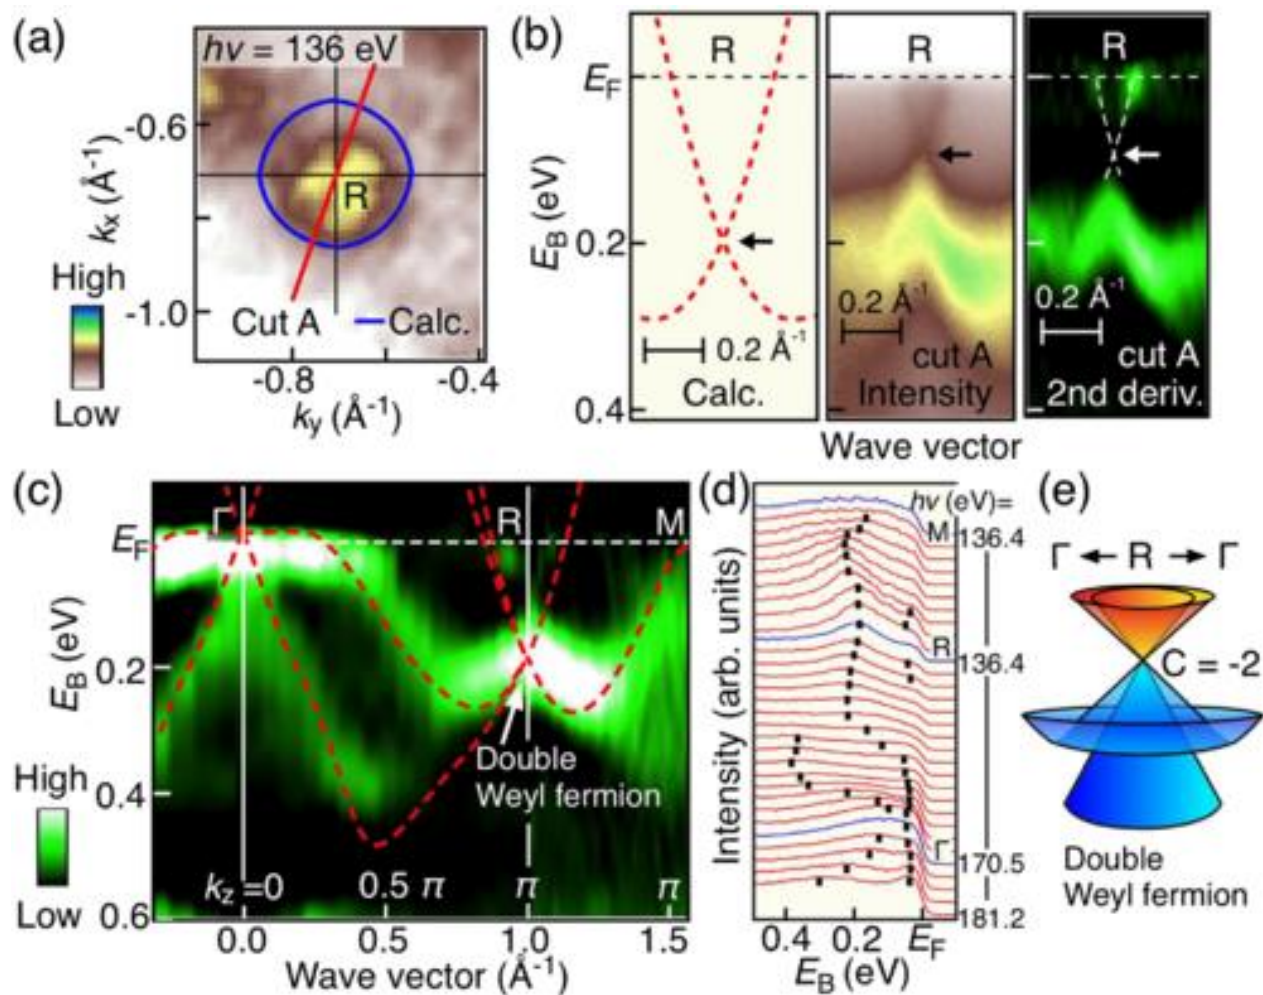 (a)
hν = 136 eV
-0.6
-1.0
kx (Å-1)
R
Cut A
Calc.
-0.8
-0.4
ky (Å-1)
High
Low
(b)
R
R
R
EF
0.2
0.4
EB (eV)
0.2 Å-1
Calc.
0.2 Å-1
cut A
Intensity
0.2 Å-1
cut A
2nd deriv.
Wave vector
(c)
Γ
R
M
EF
0.2
0.4
0.6
EB (eV)
Double
Weyl fermion
kz =0
0.5 π
π
π
0.0
0.5
1.0
1.5
Wave vector (Å-1)
High
Low
(d)
hν (eV)=
M
136.4
R
136.4
Γ
170.5
181.2
Intensity (arb. units)
0.4
0.2
EF
EB (eV)
(e)
Γ ← R → Γ
C = -2
Double
Weyl fermion